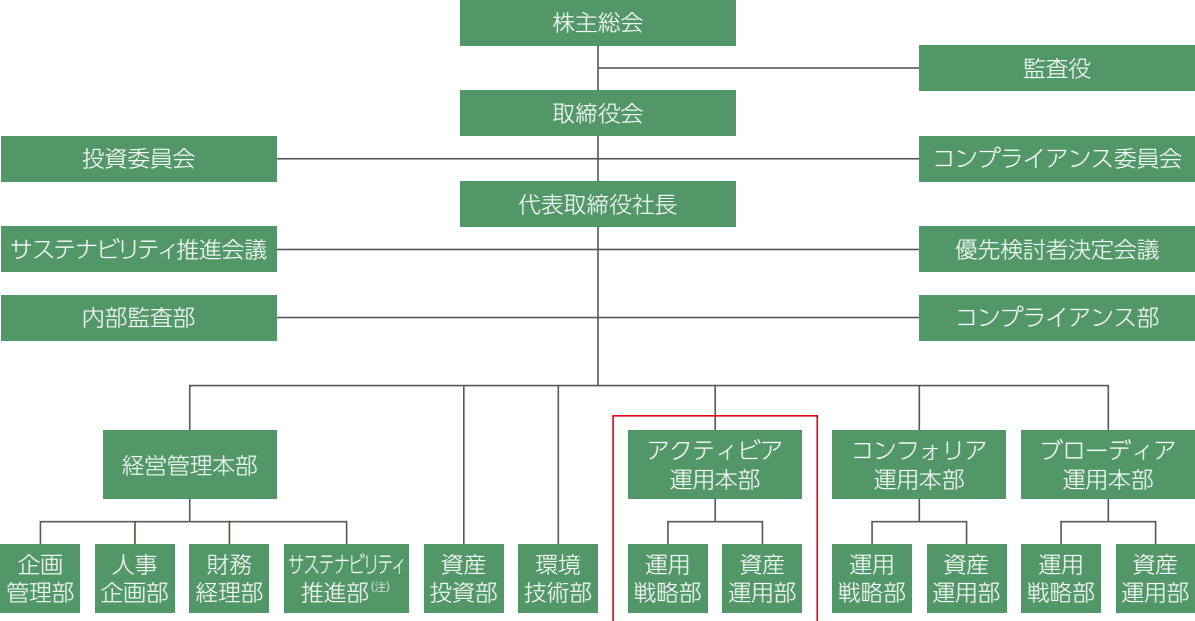 株主総会
監査役
取締役会
投資委員会
コンプライアンス委員会
代表取締役社長
サステナビリティ推進会議
優先検討者決定会議
内部監査部
コンプライアンス部
経営管理本部
アクティビア
運用本部
コンフォリア
運用本部
ブローディア
運用本部
企画
管理部
人事
企画部
財務
経理部
サステナビリティ
推進部(注)
資産
投資部
環境
技術部
運用
戦略部
資産
運用部
運用
戦略部
資産
運用部
運用
戦略部
資産
運用部